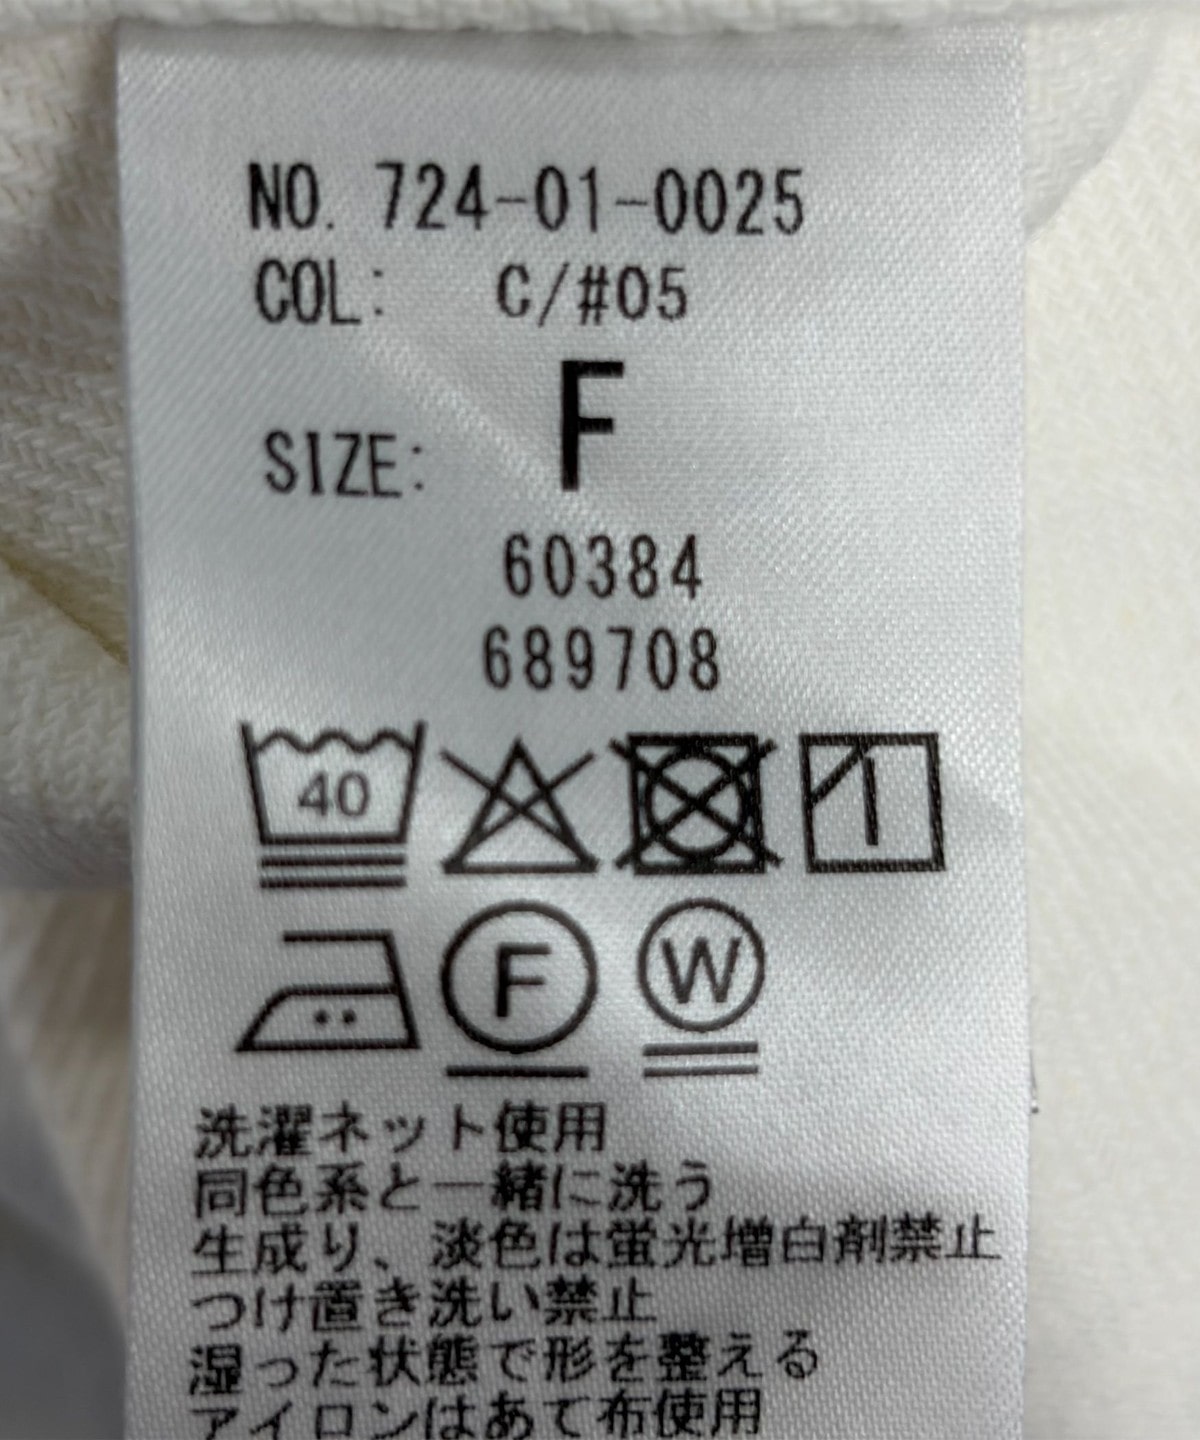 NO. 724-01-0025
COL: C/#05
SIZE: F
60384
689708
40
F W
洗濯ネット使用
同色系と一緒に洗う
生成り、淡色は蛍光増白剤禁止
つけ置き洗い禁止
湿った状態で形を整える
アイロンはあて布使用